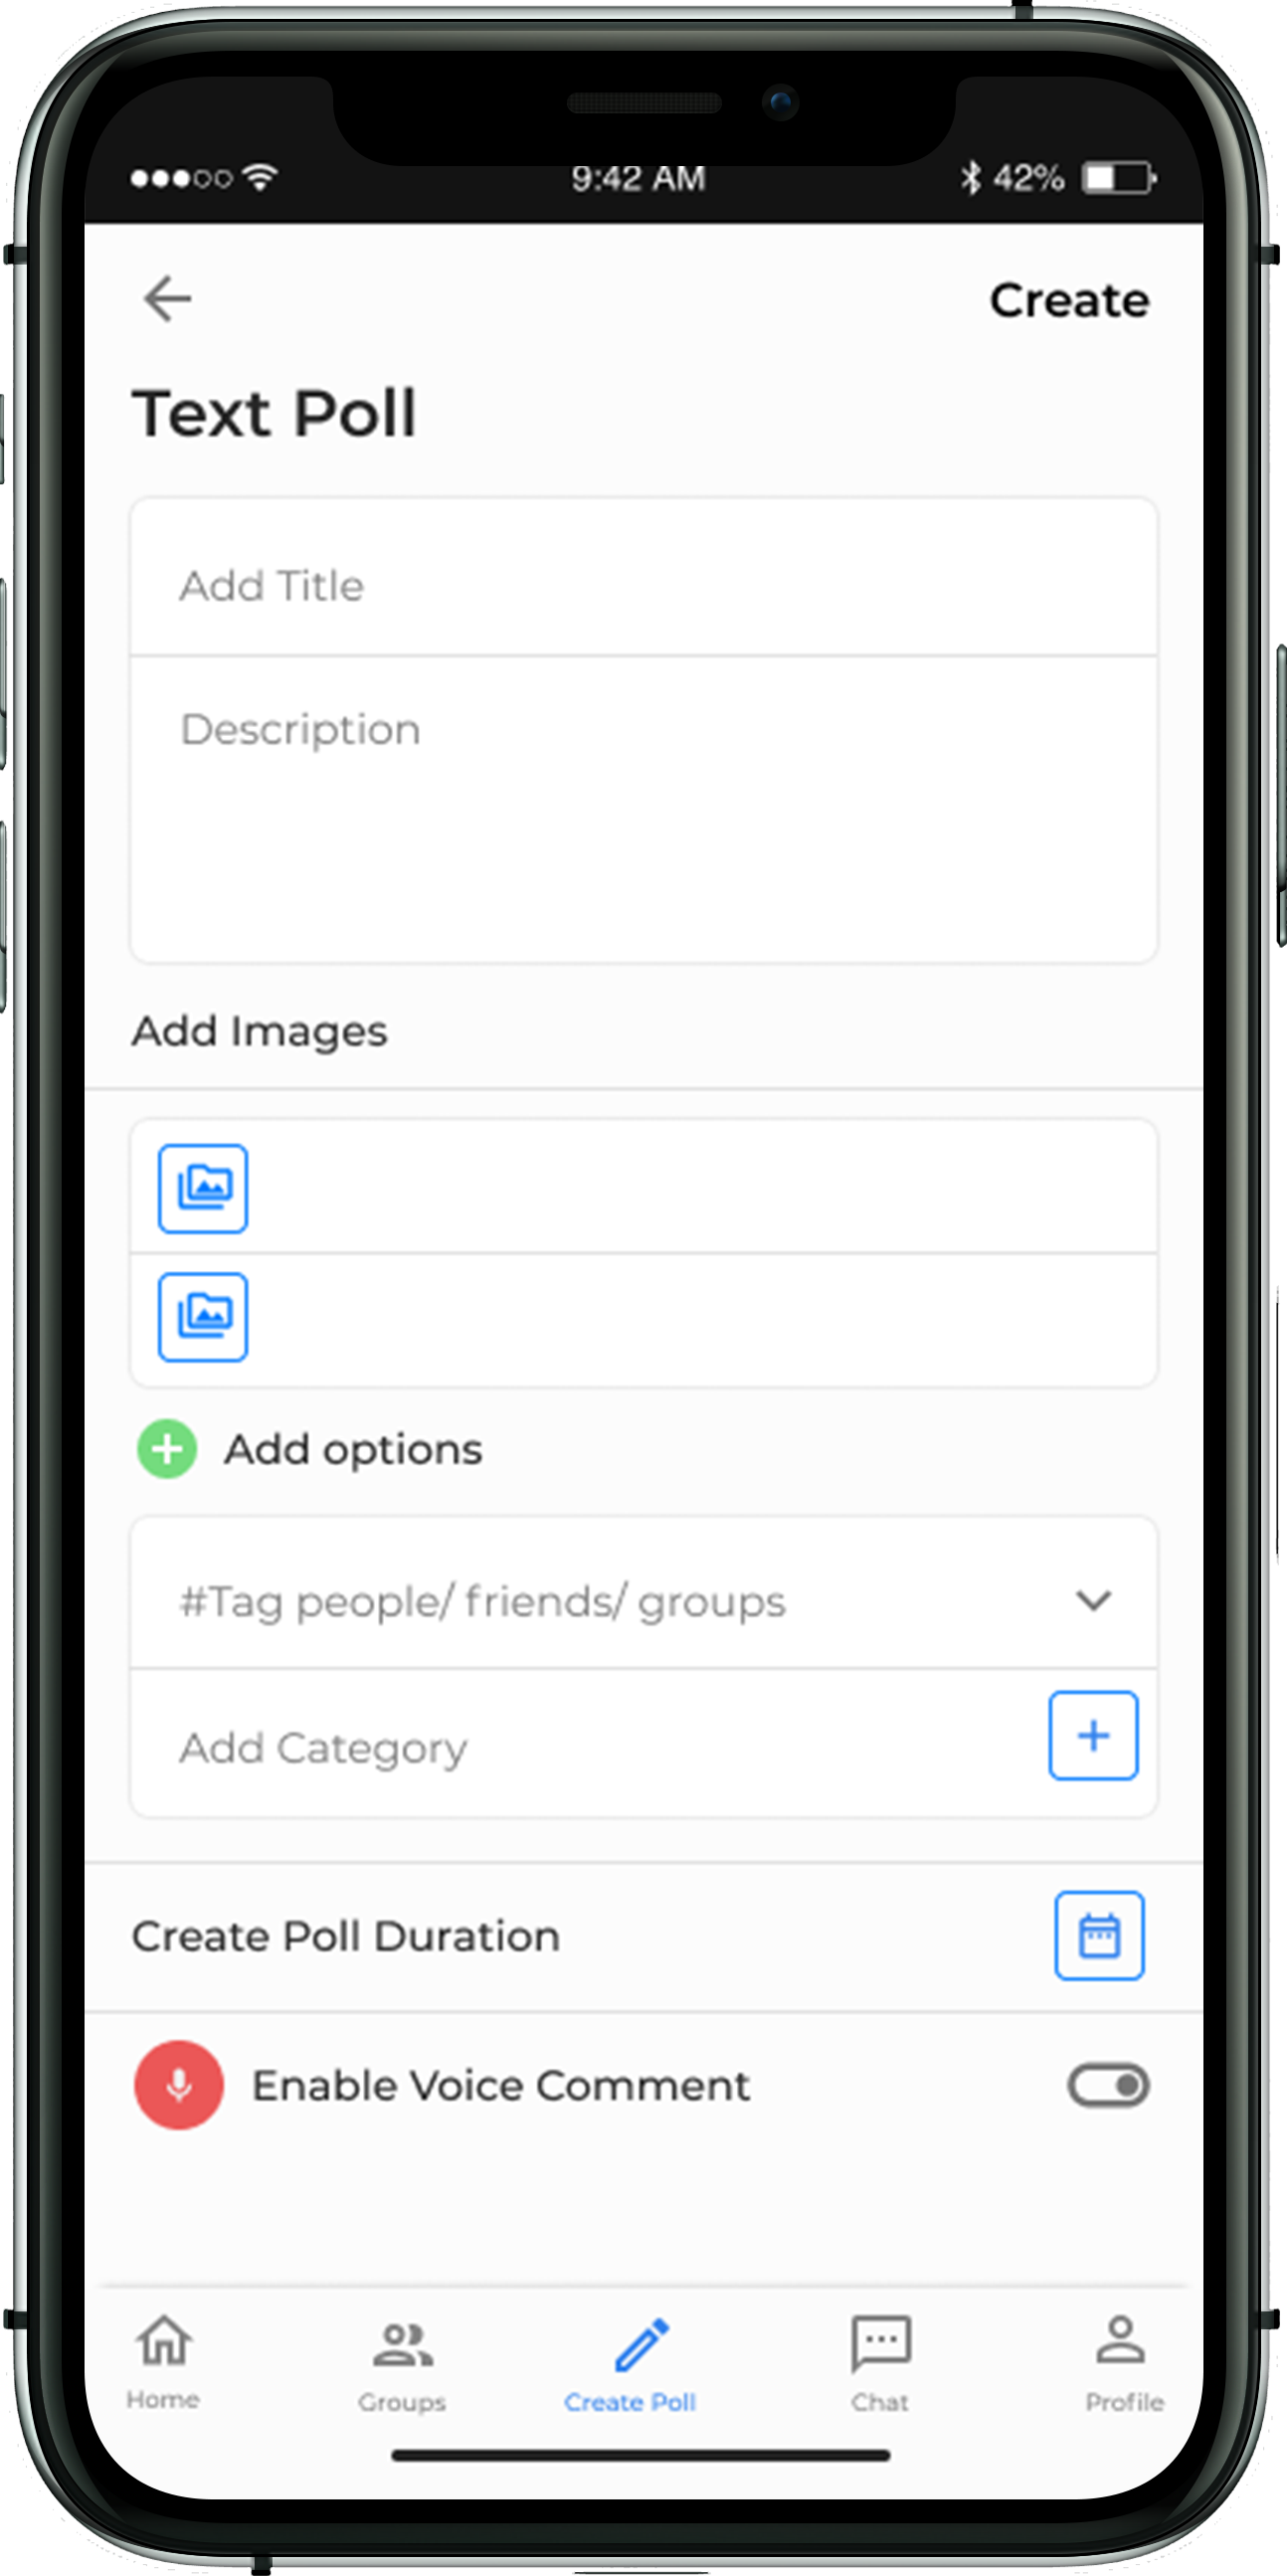 9:42 AM
42%
Create
Text Poll
Add Title
Description
Add Images
Add options
#Tag people/ friends/ groups
Add Category
Create Poll Duration
Enable Voice Comment
Home
Groups
Create Poll
Chat
Profile